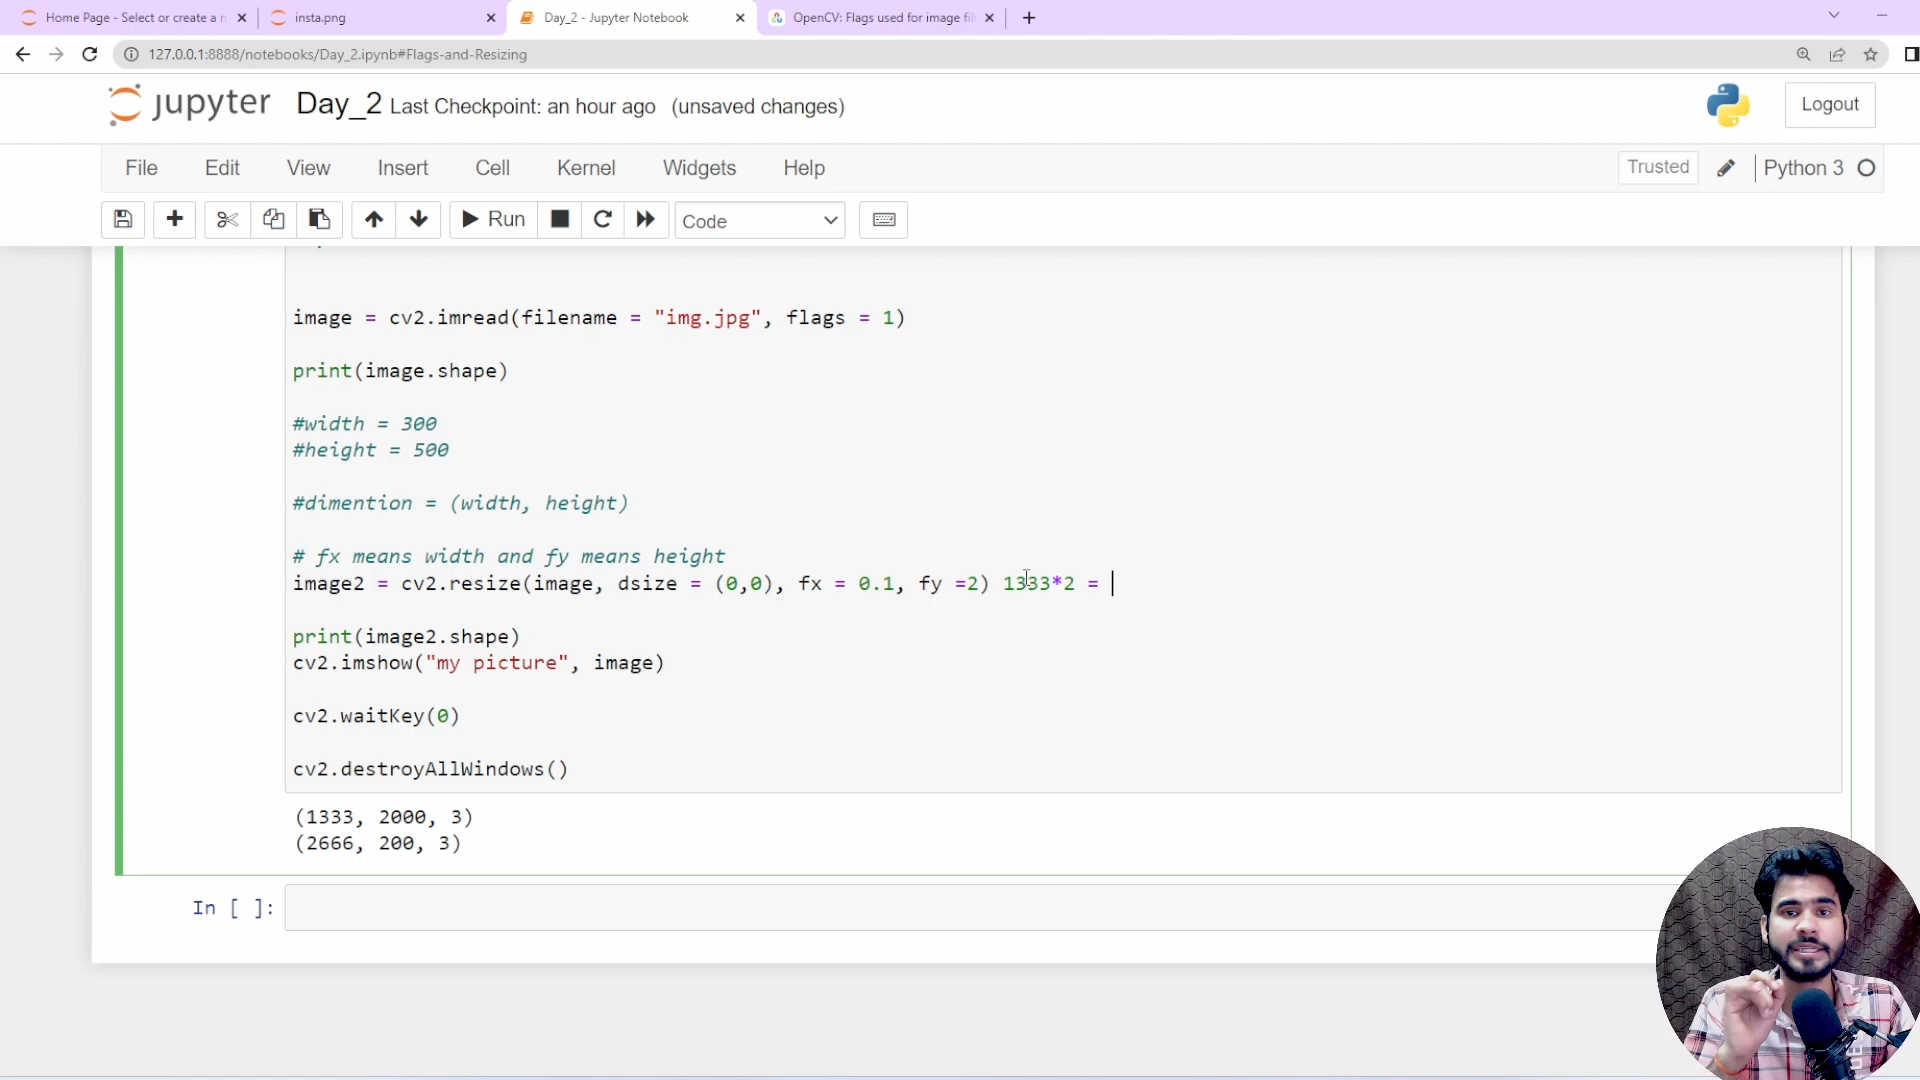 Home Page - Select or create a n
insta.png
Day_2 - Jupyter Notebook
OpenCV: Flags used for image fil
127.0.0.1:8888/notebooks/Day_2.ipynb#Flags-and-Resizing
jupyter Day_2 Last Checkpoint: an hour ago (unsaved changes)
Logout
File Edit View Insert Cell Kernel Widgets Help
Trusted
Python 3
Run
Code
image = cv2.imread(filename = "img.jpg", flags = 1)
print(image.shape)
#width = 300
#height = 500
#dimention = (width, height)
# fx means width and fy means height
image2 = cv2.resize(image, dsize = (0,0), fx = 0.1, fy =2) 1333*2 =
print(image2.shape)
cv2.imshow("my picture", image)
cv2.waitKey(0)
cv2.destroyAllWindows()
(1333, 2000, 3)
(2666, 200, 3)
In [ ]: